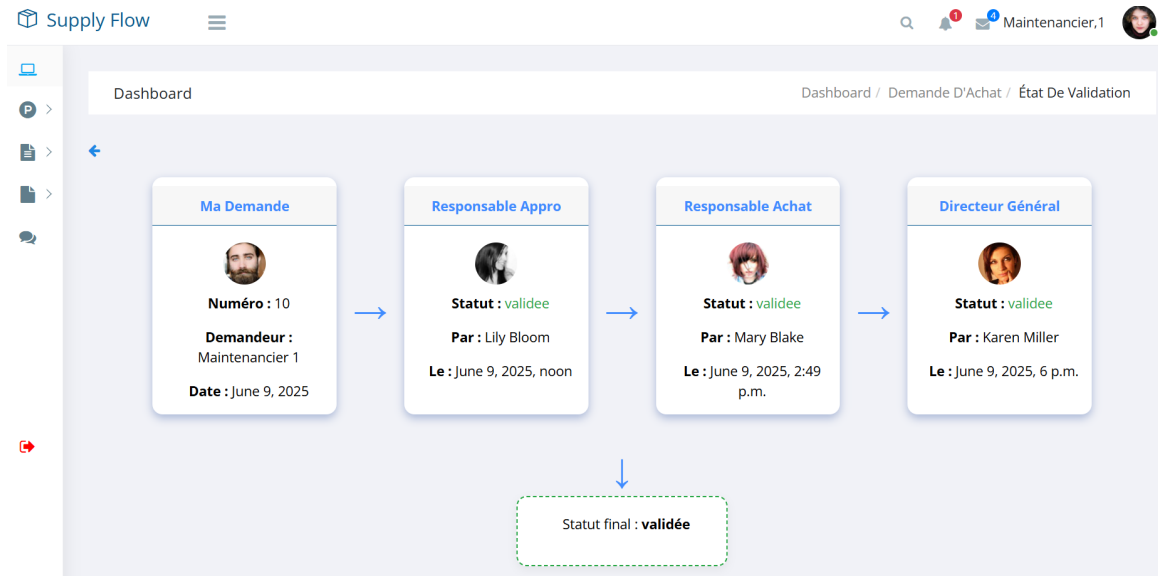 Supply Flow
1
4
Maintenancier,1
Dashboard
Dashboard / Demande D'Achat / État De Validation
P
Ma Demande
Numéro : 10
Demandeur :
Maintenancier 1
Date : June 9, 2025
Responsable Appro
Statut : validee
Par : Lily Bloom
Le : June 9, 2025, noon
Responsable Achat
Statut : validee
Par : Mary Blake
Le : June 9, 2025, 2:49
p.m.
Directeur Général
Statut : validee
Par : Karen Miller
Le : June 9, 2025, 6 p.m.
Statut final : validée